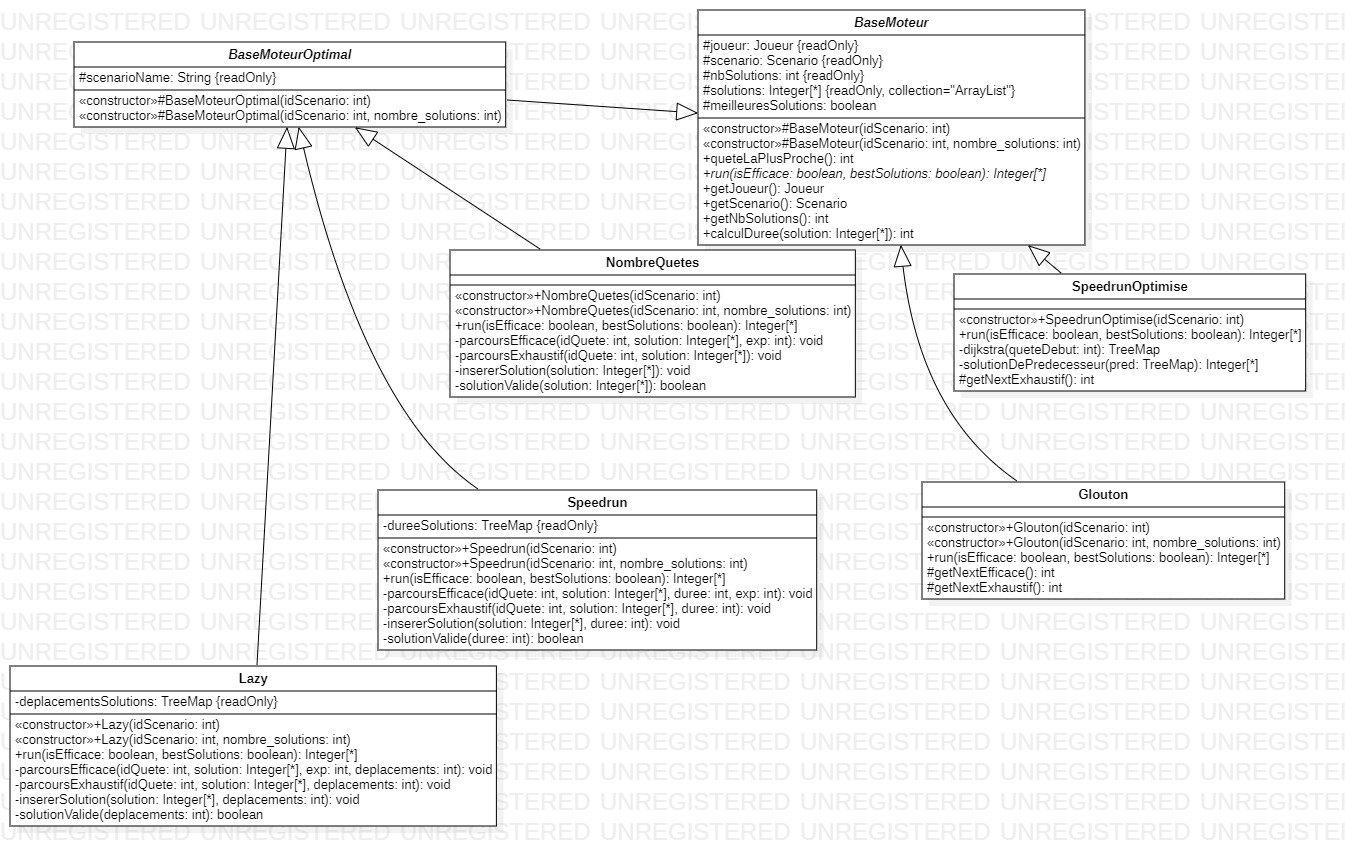 BaseMoteurOptimal
#scenarioName: String {readOnly}
«constructor»#BaseMoteurOptimal(idScenario: int)
«constructor»#BaseMoteurOptimal(idScenario: int, nombre_solutions: int)
BaseMoteur
#joueur: Joueur {readOnly}
#scenario: Scenario {readOnly}
#nbSolutions: int {readOnly}
#solutions: Integer[*] {readOnly, collection="ArrayList"}
#meilleuresSolutions: boolean
«constructor»#BaseMoteur(idScenario: int)
«constructor»#BaseMoteur(idScenario: int, nombre_solutions: int)
+queteLaPlusProche(): int
+run(isEfficace: boolean, bestSolutions: boolean): Integer[*]
+getJoueur(): Joueur
+getScenario(): Scenario
+getNbSolutions(): int
+calculDuree(solution: Integer[*]): int
NombreQuetes
«constructor»+NombreQuetes(idScenario: int)
«constructor»+NombreQuetes(idScenario: int, nombre_solutions: int)
+run(isEfficace: boolean, bestSolutions: boolean): Integer[*]
-parcoursEfficace(idQuete: int, solution: Integer[*], exp: int): void
-parcoursExhaustif(idQuete: int, solution: Integer[*]): void
-insererSolution(solution: Integer[*]): void
-solutionValide(solution: Integer[*]): boolean
SpeedrunOptimise
«constructor»+SpeedrunOptimise(idScenario: int)
+run(isEfficace: boolean, bestSolutions: boolean): Integer[*]
-dijkstra(queteDebut: int): TreeMap
-solutionDePredecesseur(pred: TreeMap): Integer[*]
#getNextExhaustif(): int
Speedrun
-dureeSolutions: TreeMap {readOnly}
«constructor»+Speedrun(idScenario: int)
«constructor»+Speedrun(idScenario: int, nombre_solutions: int)
+run(isEfficace: boolean, bestSolutions: boolean): Integer[*]
-parcoursEfficace(idQuete: int, solution: Integer[*], duree: int, exp: int): void
-parcoursExhaustif(idQuete: int, solution: Integer[*], duree: int): void
-insererSolution(solution: Integer[*], duree: int): void
-solutionValide(duree: int): boolean
Glouton
«constructor»+Glouton(idScenario: int)
«constructor»+Glouton(idScenario: int, nombre_solutions: int)
+run(isEfficace: boolean, bestSolutions: boolean): Integer[*]
#getNextEfficace(): int
#getNextExhaustif(): int
Lazy
-deplacementsSolutions: TreeMap {readOnly}
«constructor»+Lazy(idScenario: int)
«constructor»+Lazy(idScenario: int, nombre_solutions: int)
+run(isEfficace: boolean, bestSolutions: boolean): Integer[*]
-parcoursEfficace(idQuete: int, solution: Integer[*], exp: int, deplacements: int): void
-parcoursExhaustif(idQuete: int, solution: Integer[*], deplacements: int): void
-insererSolution(solution: Integer[*], deplacements: int): void
-solutionValide(deplacements: int): boolean
UNREGISTERED